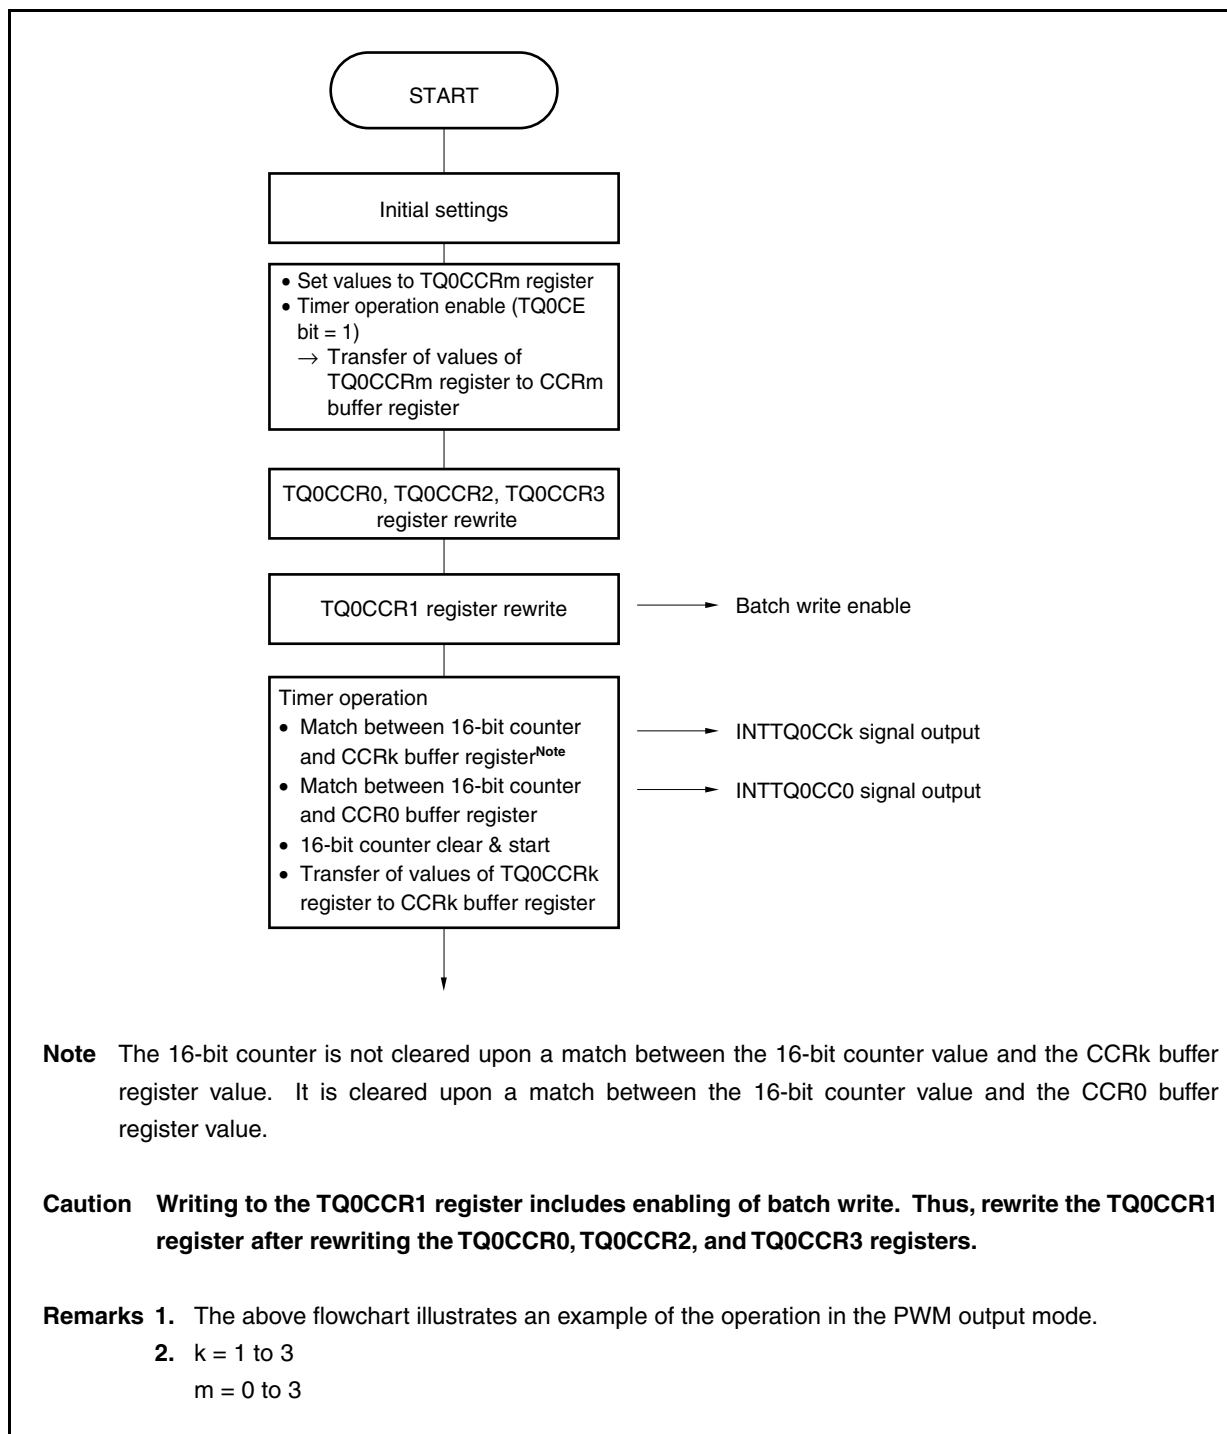 START
Initial settings
• Set values to TQ0CCRm register
• Timer operation enable (TQ0CE
bit = 1)
→ Transfer of values of
TQ0CCRm register to CCRm
buffer register
TQ0CCR0, TQ0CCR2, TQ0CCR3
register rewrite
TQ0CCR1 register rewrite
Batch write enable
Timer operation
• Match between 16-bit counter
and CCRk buffer registerNote
INTTQ0CCk signal output
• Match between 16-bit counter
and CCR0 buffer register
INTTQ0CC0 signal output
• 16-bit counter clear & start
• Transfer of values of TQ0CCRk
register to CCRk buffer register
Note The 16-bit counter is not cleared upon a match between the 16-bit counter value and the CCRk buffer
register value. It is cleared upon a match between the 16-bit counter value and the CCR0 buffer
register value.
Caution Writing to the TQ0CCR1 register includes enabling of batch write. Thus, rewrite the TQ0CCR1
register after rewriting the TQ0CCR0, TQ0CCR2, and TQ0CCR3 registers.
Remarks 1. The above flowchart illustrates an example of the operation in the PWM output mode.
2. k = 1 to 3
m = 0 to 3